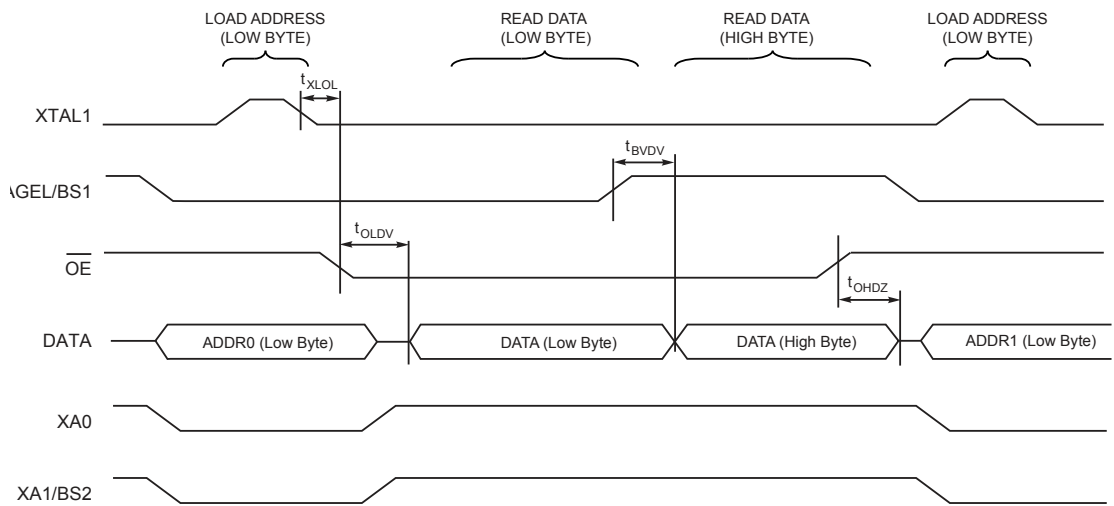 LOAD ADDRESS READ DATA READ DATA LOAD ADDRESS
(LOW BYTE) (LOW BYTE) (HIGH BYTE) (LOW BYTE)
tXLOL
XTAL1
tBVDV
AGEL/BS1
tOLDV
OE
tOHDZ
DATA ADDR0 (Low Byte) DATA (Low Byte) DATA (High Byte) ADDR1 (Low Byte)
XA0
XA1/BS2